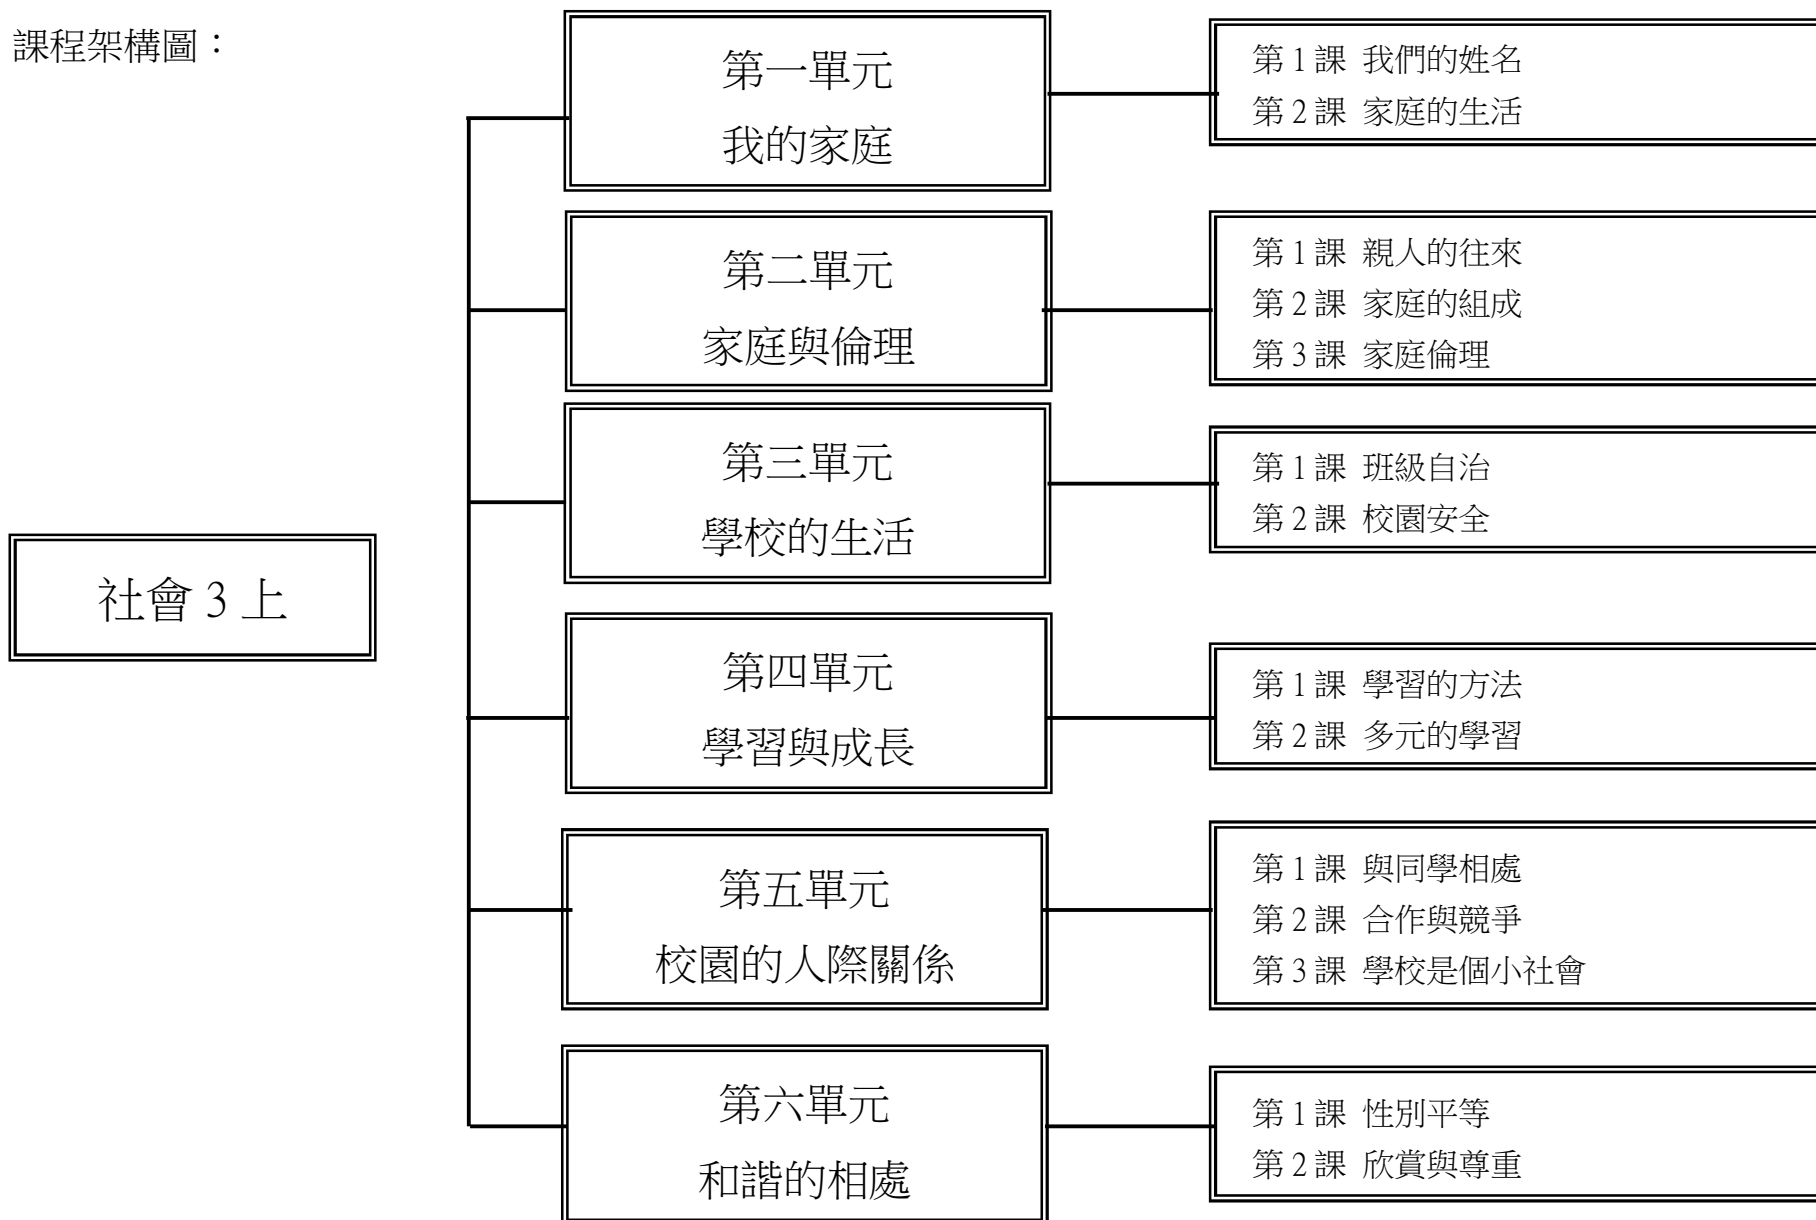 課程架構圖：
社會 3 上
第一單元
我的家庭
第 1 課 我們的姓名
第 2 課 家庭的生活
第二單元
家庭與倫理
第 1 課 親人的往來
第 2 課 家庭的組成
第 3 課 家庭倫理
第三單元
學校的生活
第 1 課 班級自治
第 2 課 校園安全
第四單元
學習與成長
第 1 課 學習的方法
第 2 課 多元的學習
第五單元
校園的人際關係
第 1 課 與同學相處
第 2 課 合作與競爭
第 3 課 學校是個小社會
第六單元
和諧的相處
第 1 課 性別平等
第 2 課 欣賞與尊重